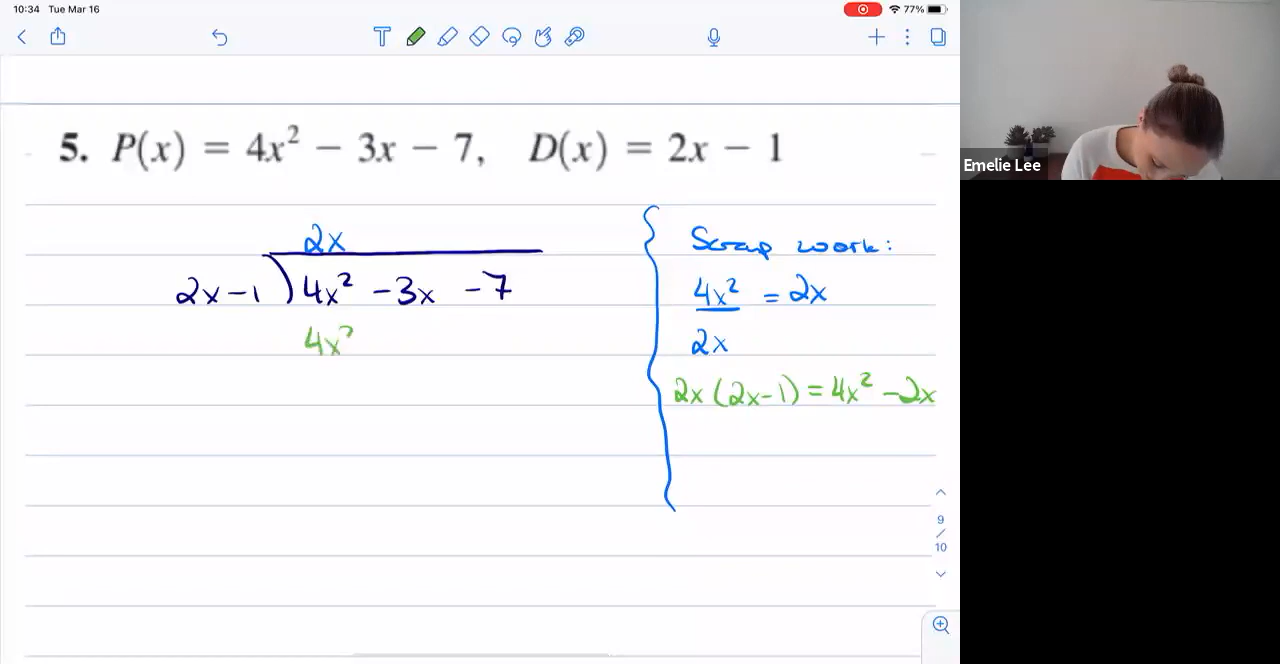 10:34 Tue Mar 16
77%
5. P(x) = 4x² − 3x − 7, D(x) = 2x − 1
Emelie Lee
2x
2x-1 ) 4x² -3x -7
4x²
Scrap work:
4x² = 2x
2x
2x (2x-1) = 4x² -2x
9
/
10